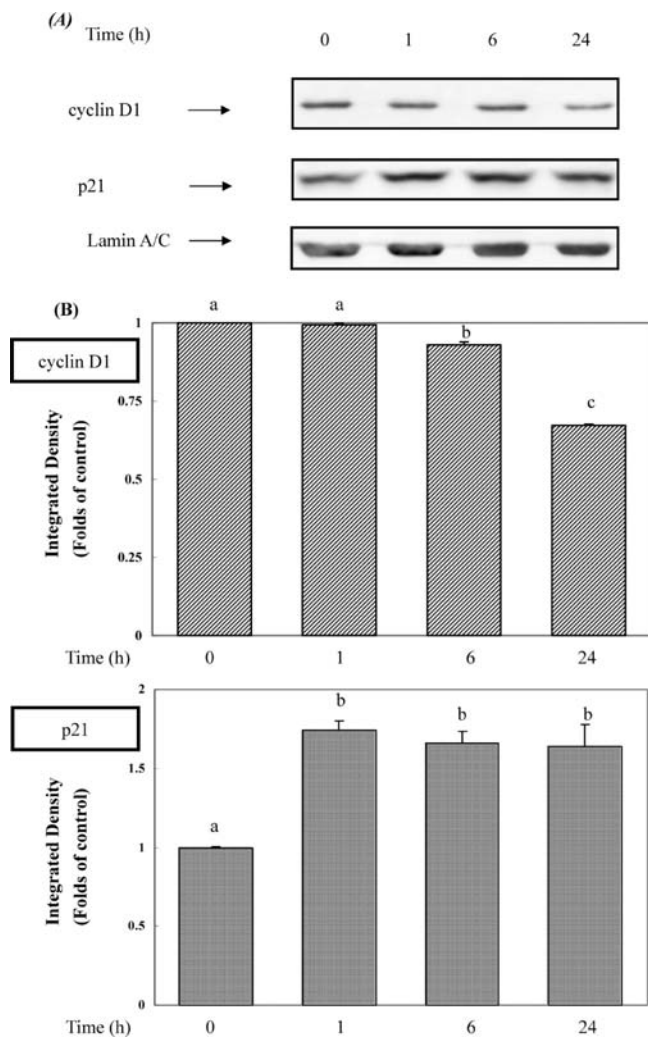 (A)
Time (h) 0 1 6 24
cyclin D1
p21
Lamin A/C
(B)
a a b c
cyclin D1
Integrated Density
(Folds of control)
1
0.75
0.5
0.25
0
Time (h) 0 1 6 24
p21
Integrated Density
(Folds of control)
2
1.5
1
0.5
0
a b b b
Time (h) 0 1 6 24